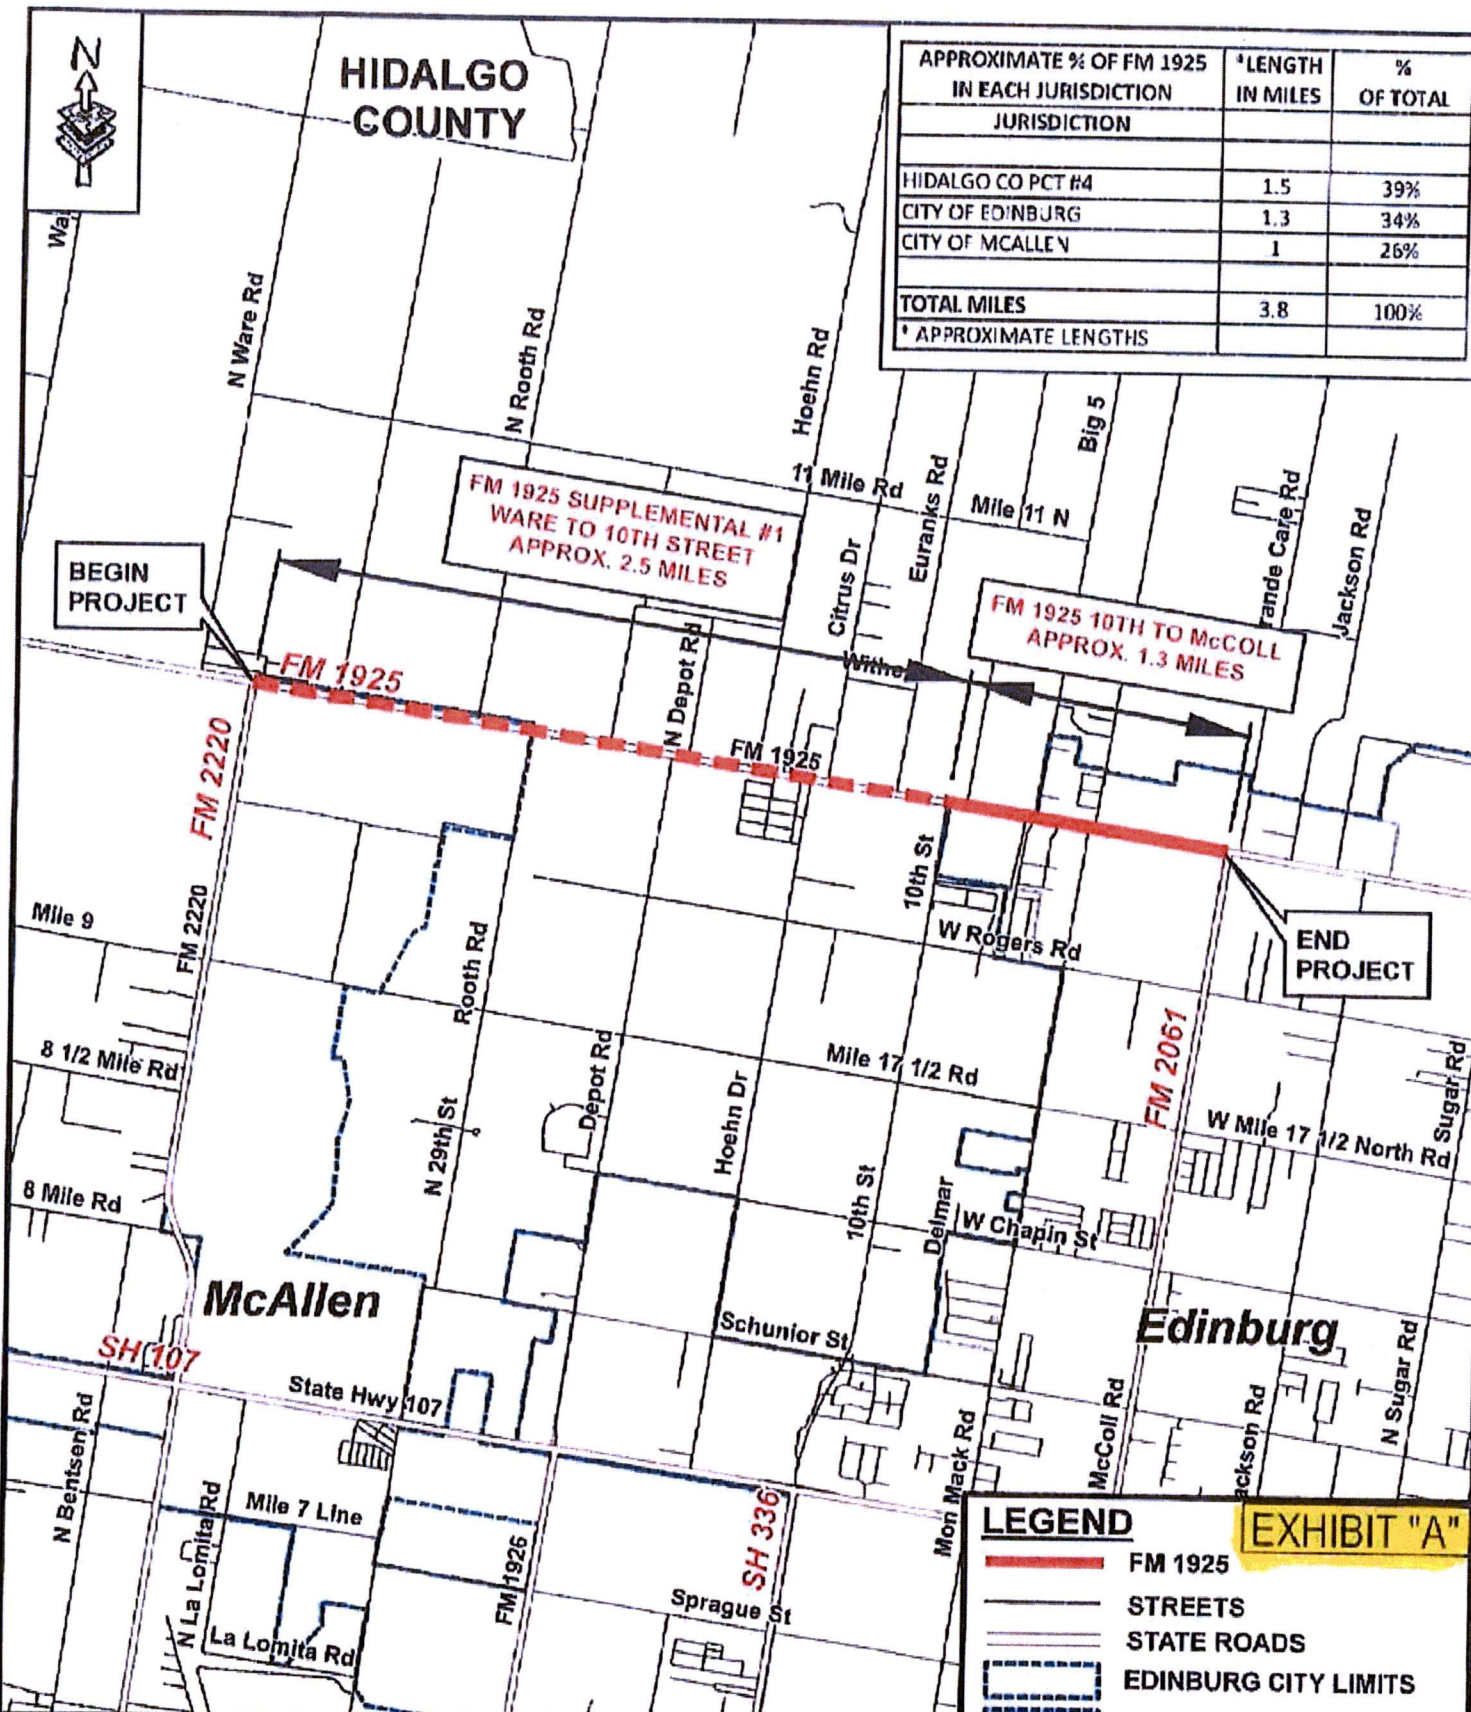 N
HIDALGO
COUNTY
APPROXIMATE % OF FM 1925
IN EACH JURISDICTION
*LENGTH
IN MILES
%
OF TOTAL
JURISDICTION
HIDALGO CO PCT #4 1.5 39%
CITY OF EDINBURG 1.3 34%
CITY OF MCALLEN 1 26%
TOTAL MILES 3.8 100%
* APPROXIMATE LENGTHS
Wa
N Ware Rd
N Rooth Rd
Hoehn Rd
Big 5
11 Mile Rd
Euranks Rd
Mile 11 N
rande Care Rd
Jackson Rd
FM 1925 SUPPLEMENTAL #1
WARE TO 10TH STREET
APPROX. 2.5 MILES
BEGIN
PROJECT
Citrus Dr
FM 1925 10TH TO McCOLL
APPROX. 1.3 MILES
FM 1925
N Depot Rd
Withe
FM 1925
FM 2220
10th St
FM 2220
Mile 9
W Rogers Rd
END
PROJECT
Rooth Rd
8 1/2 Mile Rd
Depot Rd
Mile 17 1/2 Rd
FM 2061
N Sugar Rd
N 29th St
Hoehn Dr
W Mile 17 1/2 North Rd
8 Mile Rd
10th St
Delmar
W Chapin St
McAllen
Schunior St
Edinburg
SH 107
State Hwy 107
N Bentsen Rd
Mon Mack Rd
McColl Rd
ackson Rd
N Sugar Rd
N La Lomita Rd
Mile 7 Line
FM 1926
SH 336
Sprague St
La Lomita Rd
LEGEND
EXHIBIT "A"
FM 1925
STREETS
STATE ROADS
EDINBURG CITY LIMITS